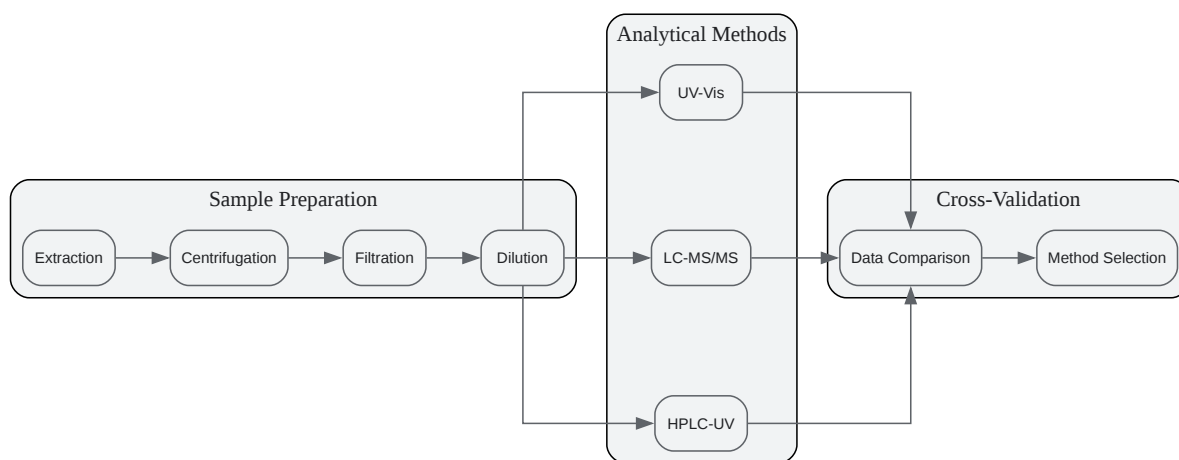 Analytical Methods
UV-Vis
Sample Preparation
Cross-Validation
Extraction
Centrifugation
Filtration
Dilution
LC-MS/MS
Data Comparison
Method Selection
HPLC-UV